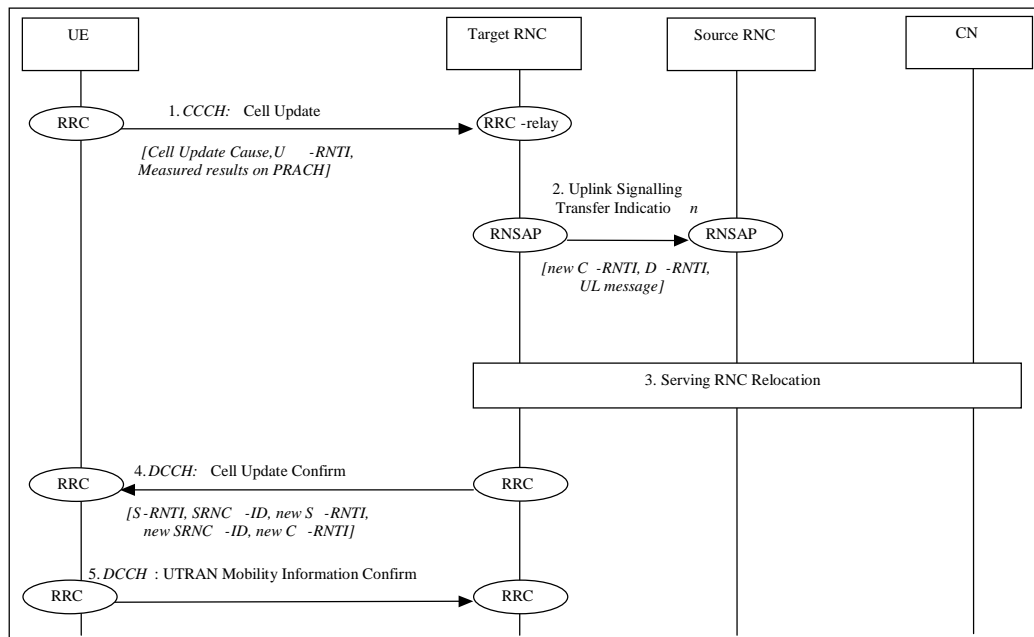 UE
Target RNC
Source RNC
CN
RRC
1. CCCH: Cell Update
RRC -relay
[Cell Update Cause,U -RNTI,
Measured results on PRACH]
2. Uplink Signalling
Transfer Indicatio n
RNSAP
RNSAP
[new C -RNTI, D -RNTI,
UL message]
3. Serving RNC Relocation
RRC
4. DCCH: Cell Update Confirm
RRC
[S-RNTI, SRNC -ID, new S -RNTI,
new SRNC -ID, new C -RNTI]
5. DCCH : UTRAN Mobility Information Confirm
RRC
RRC